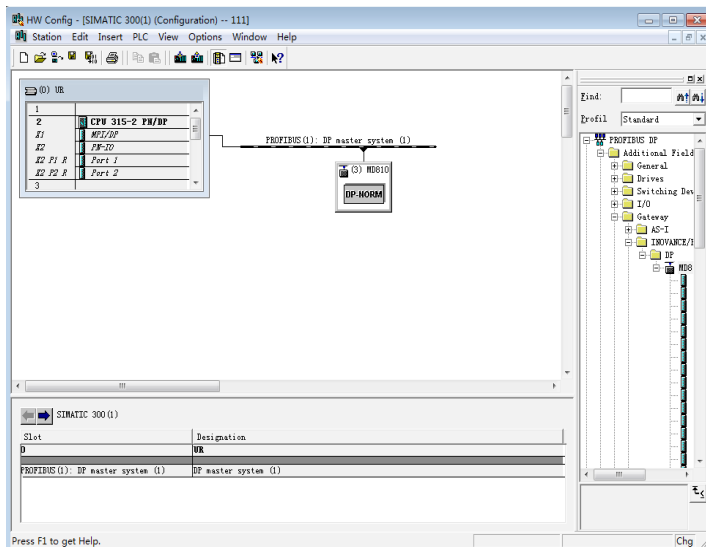 HW Config - [SIMATIC 300(1) (Configuration) -- 111]
Station Edit Insert PLC View Options Window Help
(0) UR
1
2 CPU 315-2 PN/DP
X1 MPI/DP
X2 PN-IO
X2 P1 R Port 1
X2 P2 R Port 2
3
PROFIBUS(1): DP master system (1)
(3) MD810
DP-NORM
Find:
Profil Standard
PROFIBUS DP
Additional Field
General
Drives
Switching Dev
I/O
Gateway
AS-I
INOVANCE/
DP
MD8
SIMATIC 300(1)
Slot Designation
0 UR
PROFIBUS(1): DP master system (1) DP master system (1)
Press F1 to get Help.
Chg